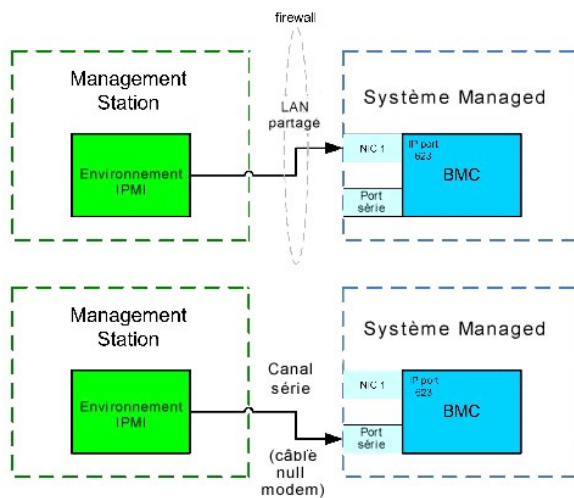 firewall
Management
Station
LAN
partagé
Système Managed
Environnement
IPMI
NIC 1
IP port
623
BMC
Port
série
Management
Station
Canal
série
Système Managed
Environnement
IPMI
NIC 1
IP port
623
BMC
Port
série
(câble
null
modem)